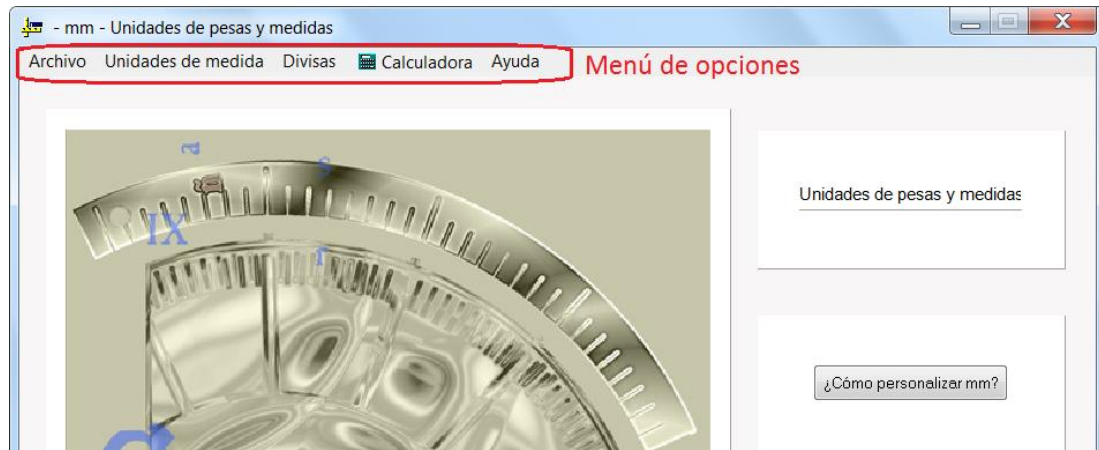 - mm - Unidades de pesas y medidas
Archivo Unidades de medida Divisas Calculadora Ayuda
Menú de opciones
a
s
IX
r
Unidades de pesas y medidas
¿Cómo personalizar mm?